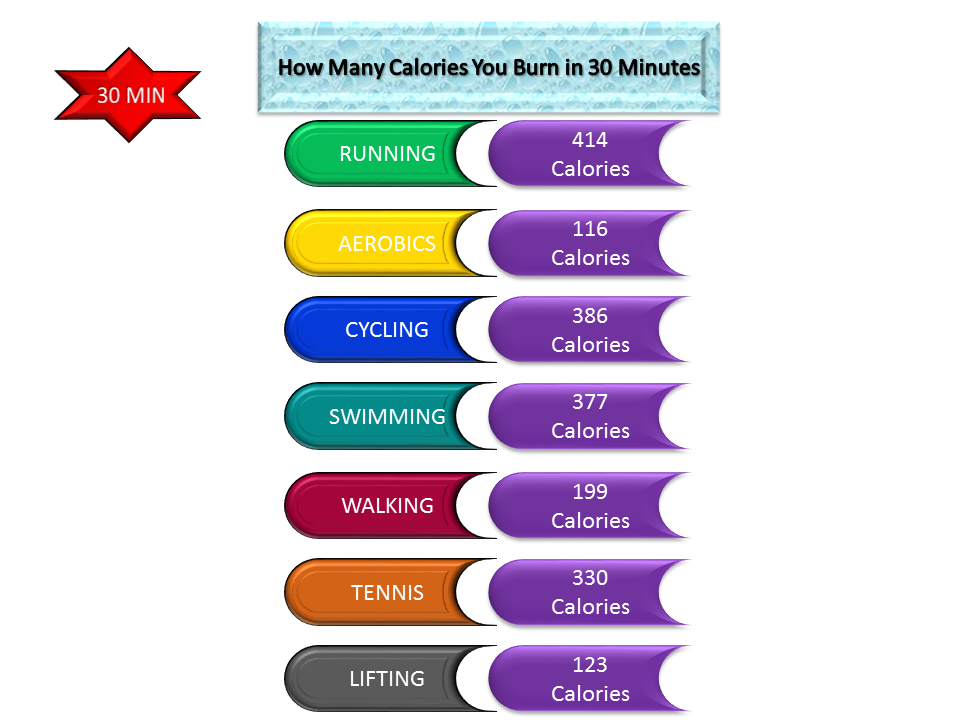 How Many Calories You Burn in 30 Minutes
30 MIN
RUNNING
414
Calories
AEROBICS
116
Calories
CYCLING
386
Calories
SWIMMING
377
Calories
WALKING
199
Calories
TENNIS
330
Calories
LIFTING
123
Calories